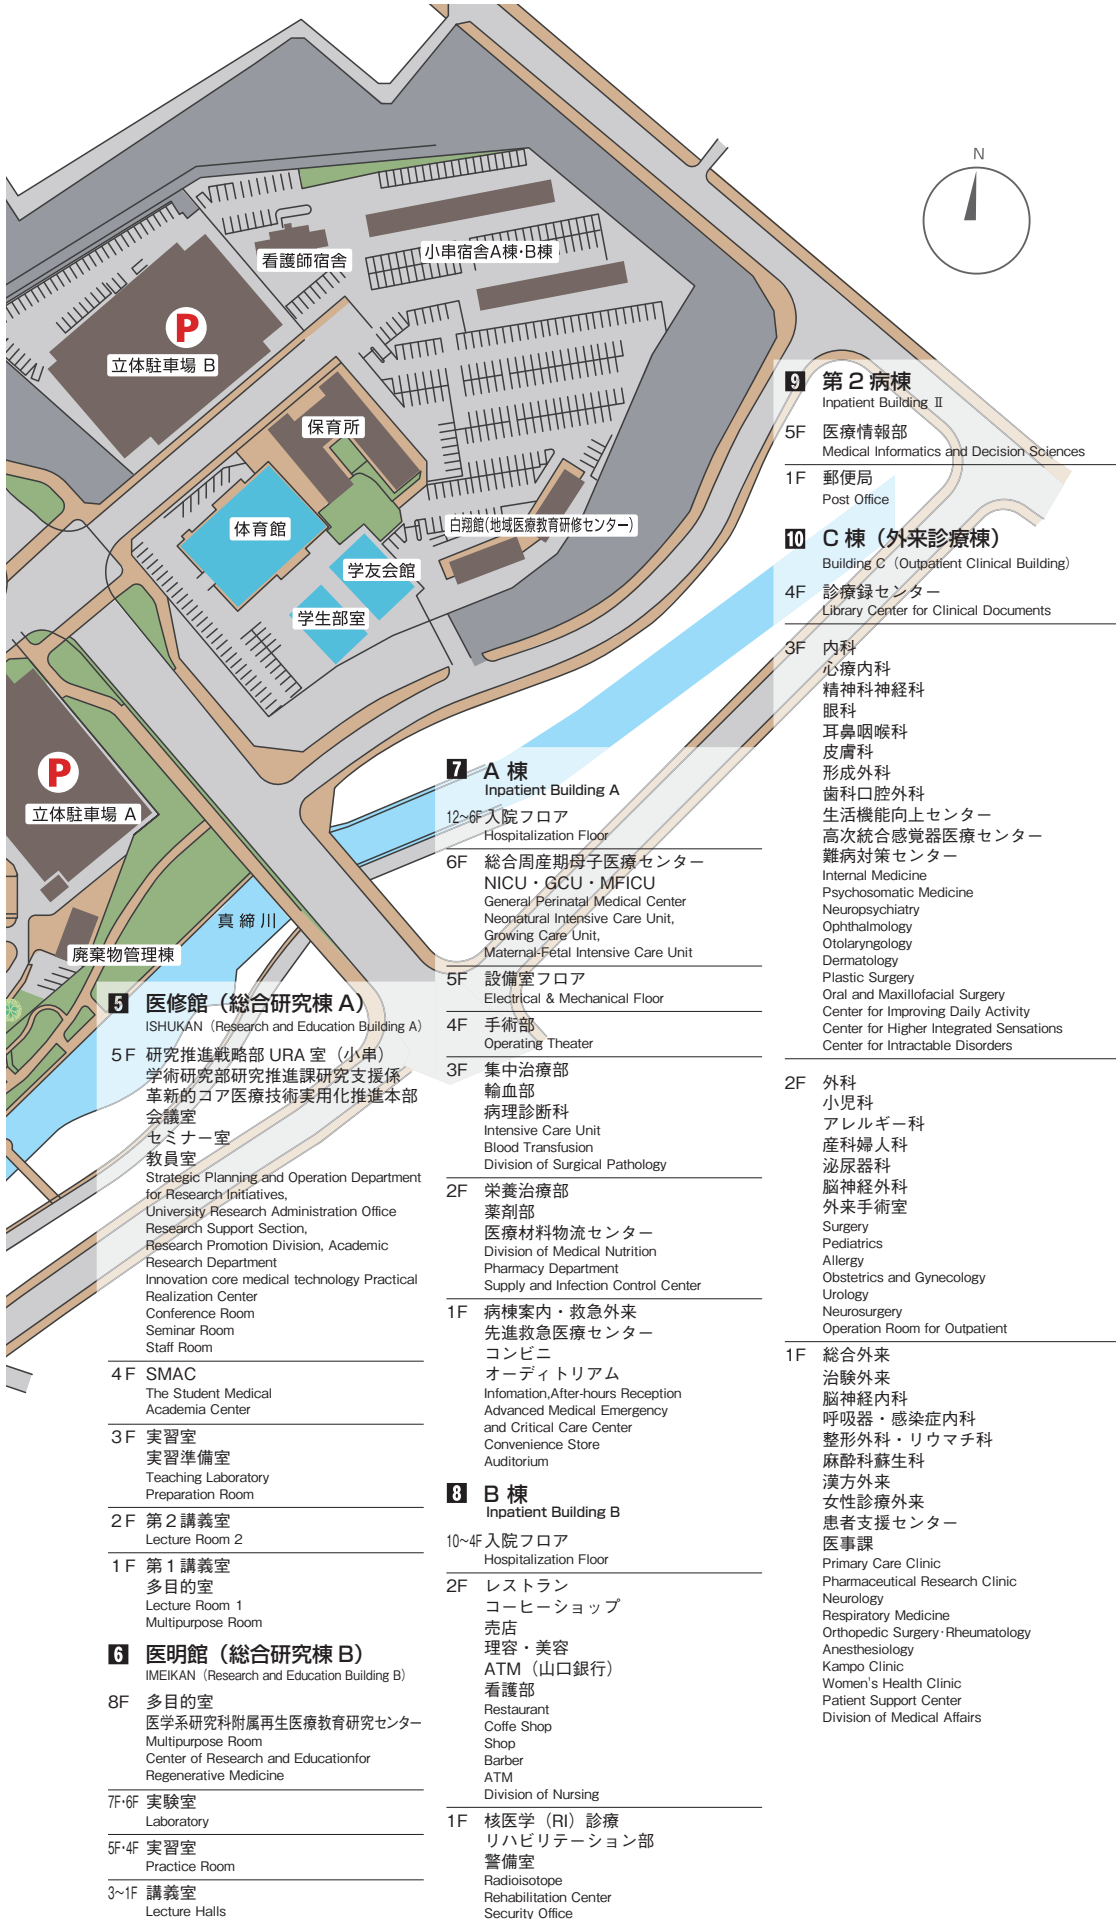 N
看護師宿舎
小串宿舎A棟・B棟
P
立体駐車場 B
保育所
体育館
白翔館(地域医療教育研修センター)
学友会館
学生部室
P
立体駐車場 A
真締川
廃棄物管理棟
5 医修館（総合研究棟 A）
ISHUKAN（Research and Education Building A）
5F 研究推進戦略部 URA 室（小串）
学術研究部研究推進課研究支援係
革新的コア医療技術実用化推進本部
会議室
セミナー室
教員室
Strategic Planning and Operation Department
for Research Initiatives,
University Research Administration Office
Research Support Section,
Research Promotion Division, Academic
Research Department
Innovation core medical technology Practical
Realization Center
Conference Room
Seminar Room
Staff Room
4F SMAC
The Student Medical
Academia Center
3F 実習室
実習準備室
Teaching Laboratory
Preparation Room
2F 第2講義室
Lecture Room 2
1F 第1講義室
多目的室
Lecture Room 1
Multipurpose Room
6 医明館（総合研究棟 B）
IMEIKAN（Research and Education Building B）
8F 多目的室
医学系研究科附属再生医療教育研究センター
Multipurpose Room
Center of Research and Educationfor
Regenerative Medicine
7F・6F 実験室
Laboratory
5F・4F 実習室
Practice Room
3~1F 講義室
Lecture Halls
7 A 棟
Inpatient Building A
12~6F 入院フロア
Hospitalization Floor
6F 総合周産期母子医療センター
NICU・GCU・MFICU
General Perinatal Medical Center
Neonatural Intensive Care Unit,
Growing Care Unit,
Maternal-Fetal Intensive Care Unit
5F 設備室フロア
Electrical & Mechanical Floor
4F 手術部
Operating Theater
3F 集中治療部
輸血部
病理診断科
Intensive Care Unit
Blood Transfusion
Division of Surgical Pathology
2F 栄養治療部
薬剤部
医療材料物流センター
Division of Medical Nutrition
Pharmacy Department
Supply and Infection Control Center
1F 病棟案内・救急外来
先進救急医療センター
コンビニ
オーディトリアム
Infomation,After-hours Reception
Advanced Medical Emergency
and Critical Care Center
Convenience Store
Auditorium
8 B 棟
Inpatient Building B
10~4F 入院フロア
Hospitalization Floor
2F レストラン
コーヒーショップ
売店
理容・美容
ATM（山口銀行）
看護部
Restaurant
Coffe Shop
Shop
Barber
ATM
Division of Nursing
1F 核医学（RI）診療
リハビリテーション部
警備室
Radioisotope
Rehabilitation Center
Security Office
9 第2病棟
Inpatient Building Ⅱ
5F 医療情報部
Medical Informatics and Decision Sciences
1F 郵便局
Post Office
10 C 棟（外来診療棟）
Building C（Outpatient Clinical Building）
4F 診療録センター
Library Center for Clinical Documents
3F 内科
心療内科
精神科神経科
眼科
耳鼻咽喉科
皮膚科
形成外科
歯科口腔外科
生活機能向上センター
高次統合感覚器医療センター
難病対策センター
Internal Medicine
Psychosomatic Medicine
Neuropsychiatry
Ophthalmology
Otolaryngology
Dermatology
Plastic Surgery
Oral and Maxillofacial Surgery
Center for Improving Daily Activity
Center for Higher Integrated Sensations
Center for Intractable Disorders
2F 外科
小児科
アレルギー科
産科婦人科
泌尿器科
脳神経外科
外来手術室
Surgery
Pediatrics
Allergy
Obstetrics and Gynecology
Urology
Neurosurgery
Operation Room for Outpatient
1F 総合外来
治験外来
脳神経内科
呼吸器・感染症内科
整形外科・リウマチ科
麻酔科蘇生科
漢方外来
女性診療外来
患者支援センター
医事課
Primary Care Clinic
Pharmaceutical Research Clinic
Neurology
Respiratory Medicine
Orthopedic Surgery・Rheumatology
Anesthesiology
Kampo Clinic
Women's Health Clinic
Patient Support Center
Division of Medical Affairs